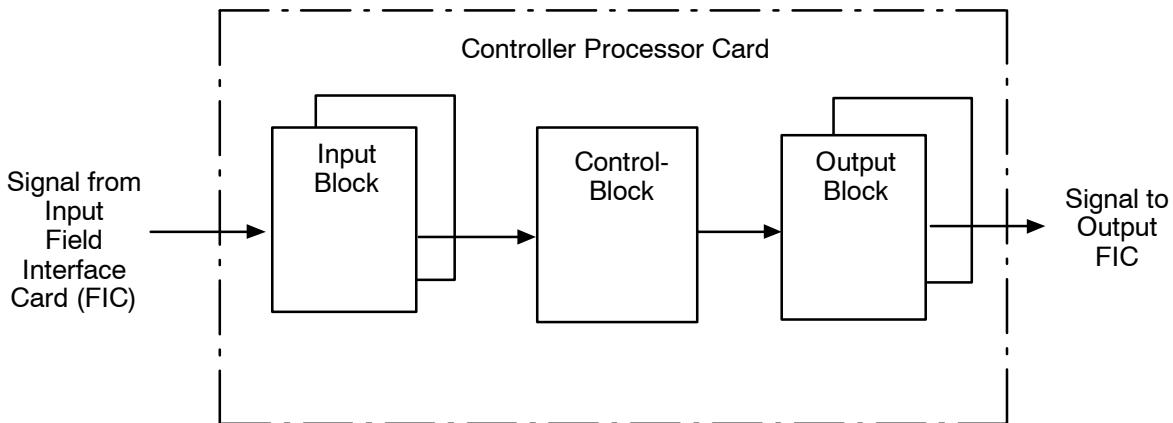 Controller Processor Card
Signal from
Input
Field
Interface
Card (FIC)
Input
Block
Control-
Block
Output
Block
Signal to
Output
FIC